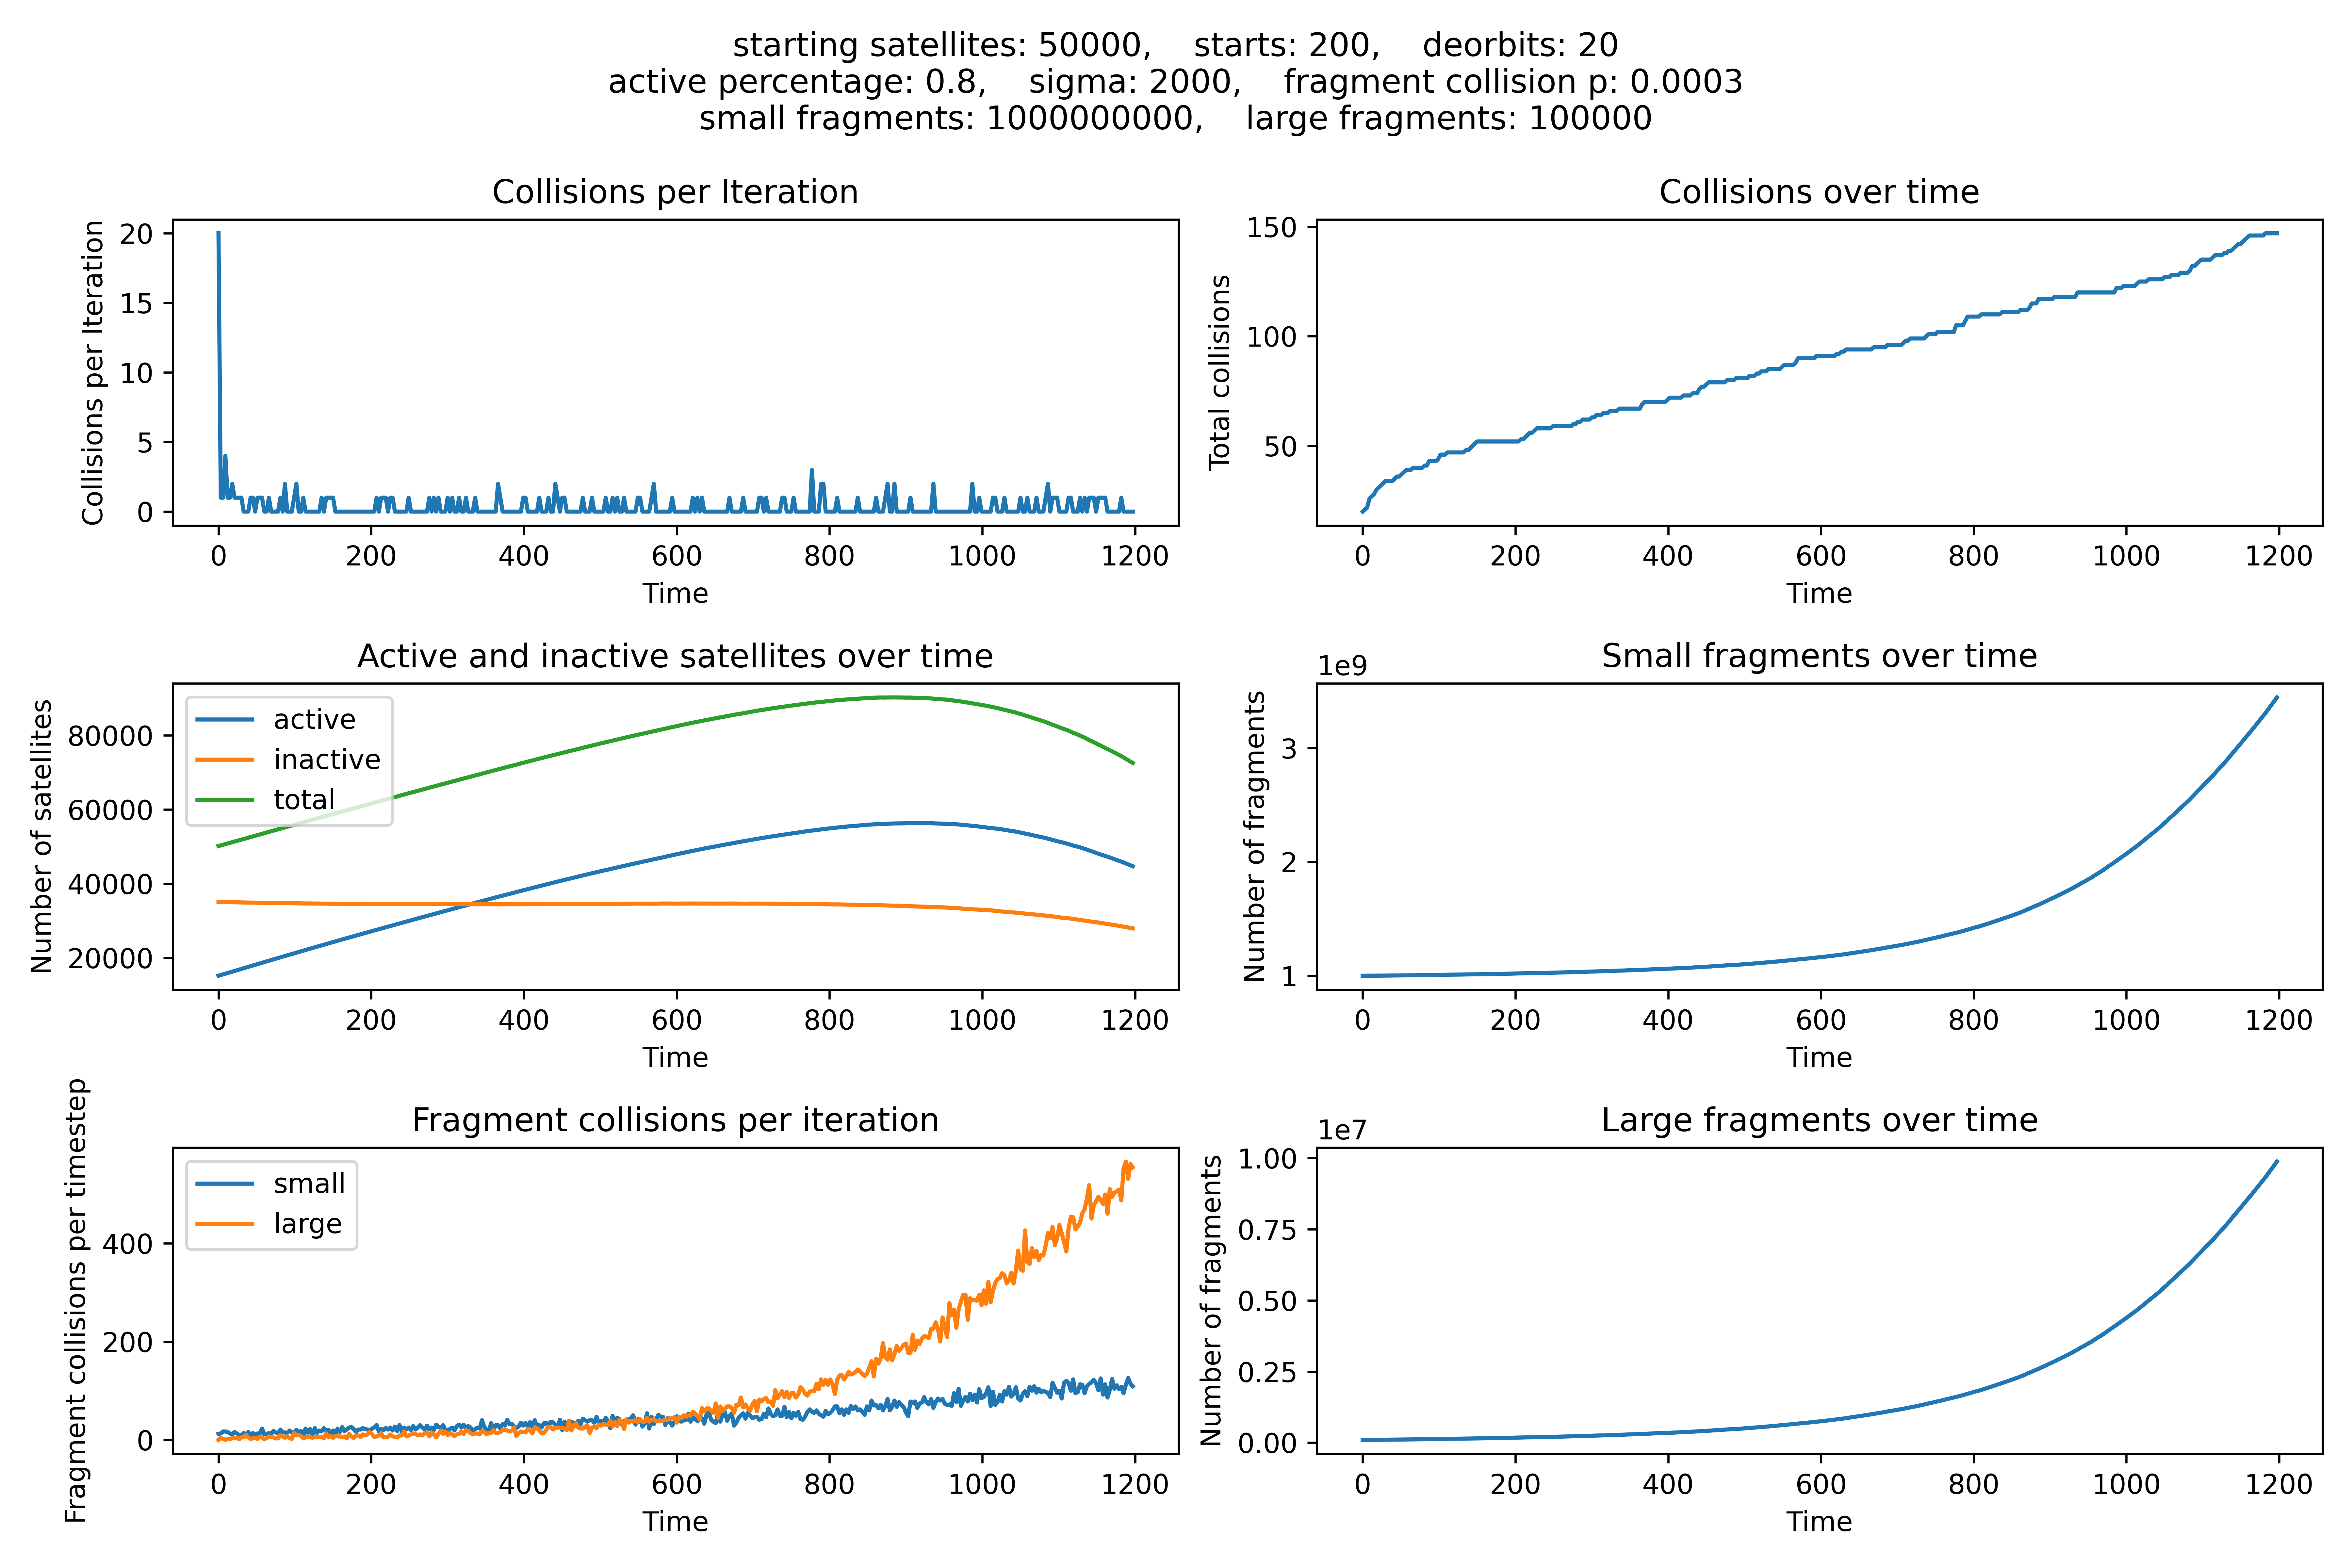 starting satellites: 50000,    starts: 200,    deorbits: 20
active percentage: 0.8,    sigma: 2000,    fragment collision p: 0.0003
small fragments: 1000000000,    large fragments: 100000
Collisions per Iteration
Collisions per Iteration
20
15
10
5
0
0 200 400 600 800 1000 1200
Time
Collisions over time
Total collisions
150
100
50
0 200 400 600 800 1000 1200
Time
Active and inactive satellites over time
Number of satellites
80000
60000
40000
20000
active
inactive
total
0 200 400 600 800 1000 1200
Time
Small fragments over time
1e9
Number of fragments
3
2
1
0 200 400 600 800 1000 1200
Time
Fragment collisions per iteration
Fragment collisions per timestep
400
200
0
small
large
0 200 400 600 800 1000 1200
Time
Large fragments over time
1e7
Number of fragments
1.00
0.75
0.50
0.25
0.00
0 200 400 600 800 1000 1200
Time